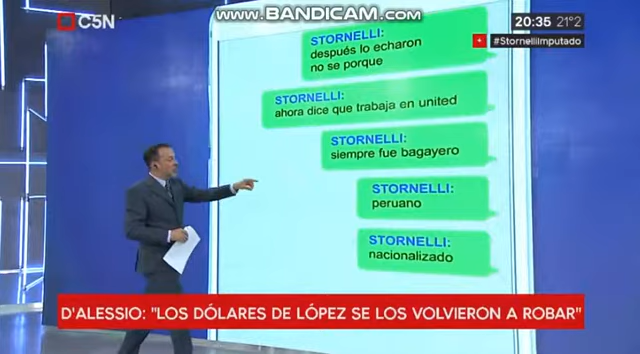 C5N
www.BANDICAM.com
20:35 21°2
#StornelliImputado
STORNELLI:
después lo echaron
no se porque
STORNELLI:
ahora dice que trabaja en united
STORNELLI:
siempre fue bagayero
STORNELLI:
peruano
STORNELLI:
nacionalizado
D'ALESSIO: "LOS DÓLARES DE LÓPEZ SE LOS VOLVIERON A ROBAR"